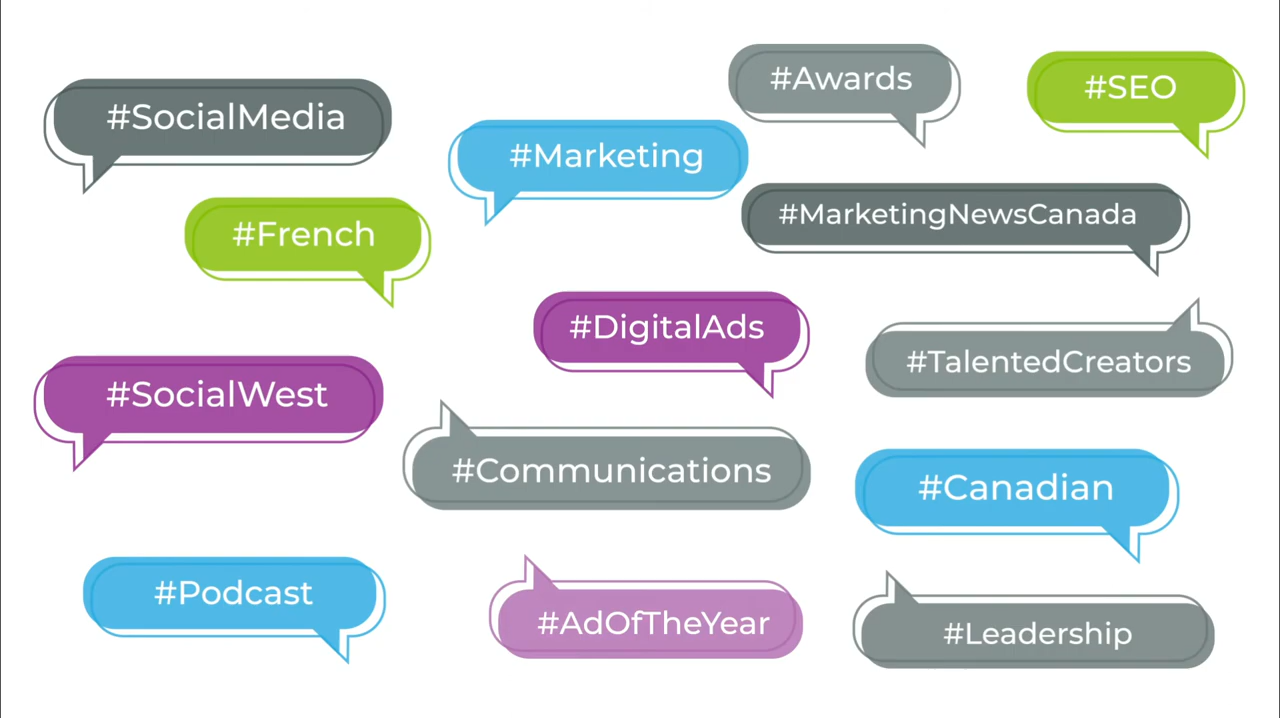 #SocialMedia
#Marketing
#Awards
#SEO
#French
#MarketingNewsCanada
#DigitalAds
#TalentedCreators
#SocialWest
#Communications
#Canadian
#Podcast
#AdOfTheYear
#Leadership